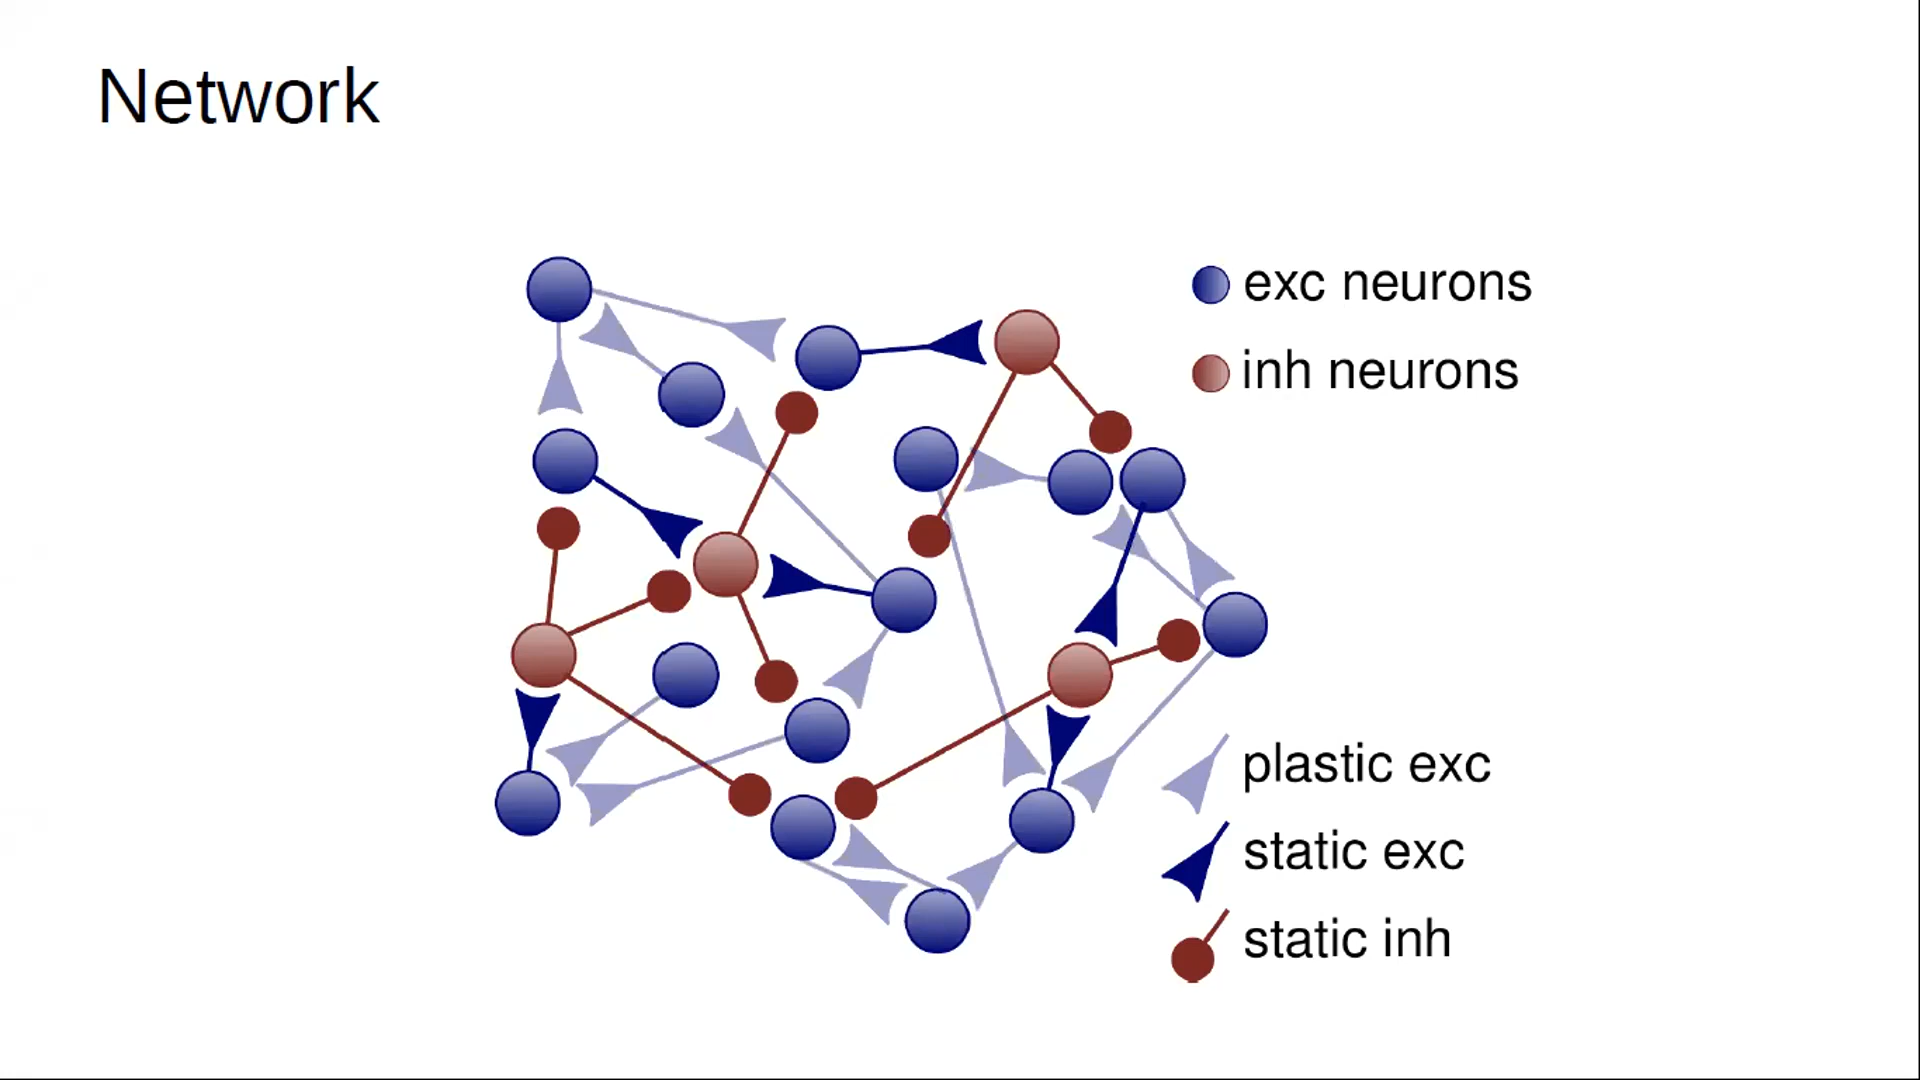 Network
exc neurons
inh neurons
plastic exc
static exc
static inh